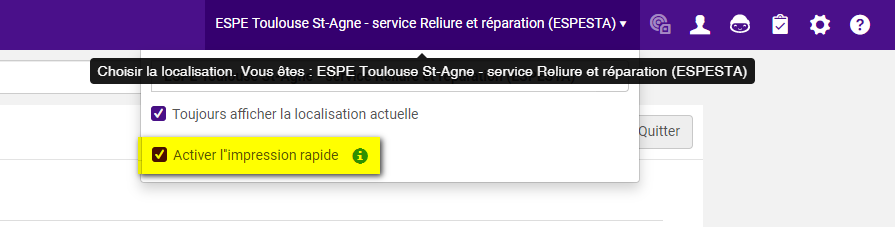 ESPE Toulouse St-Agne - service Reliure et réparation (ESPESTA) ▾
Choisir la localisation. Vous êtes : ESPE Toulouse St-Agne - service Reliure et réparation (ESPESTA)
Toujours afficher la localisation actuelle
Quitter
Activer l"impression rapide